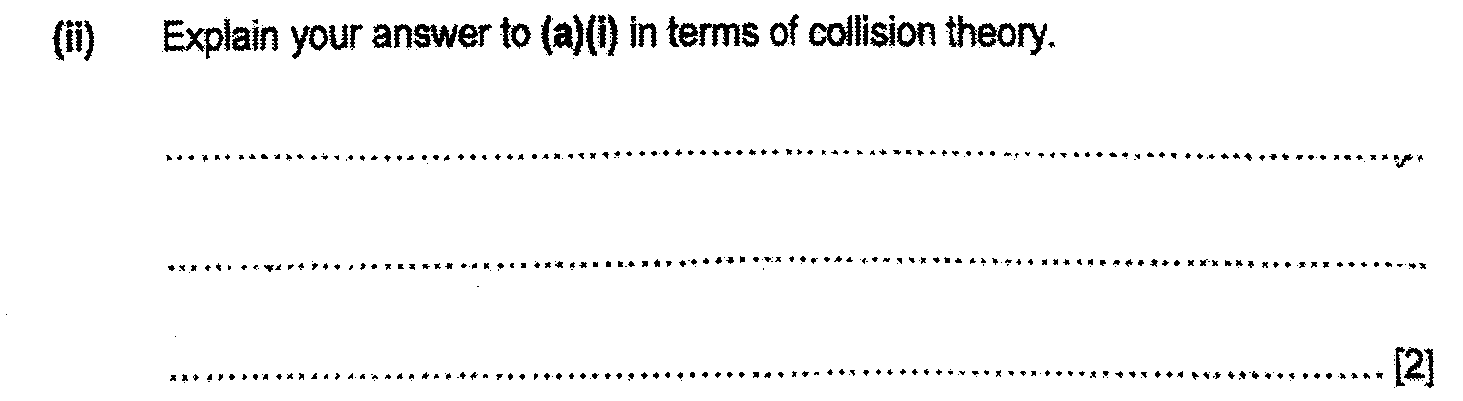 (ii) Explain your answer to (a)(i) in terms of collision theory.
[2]